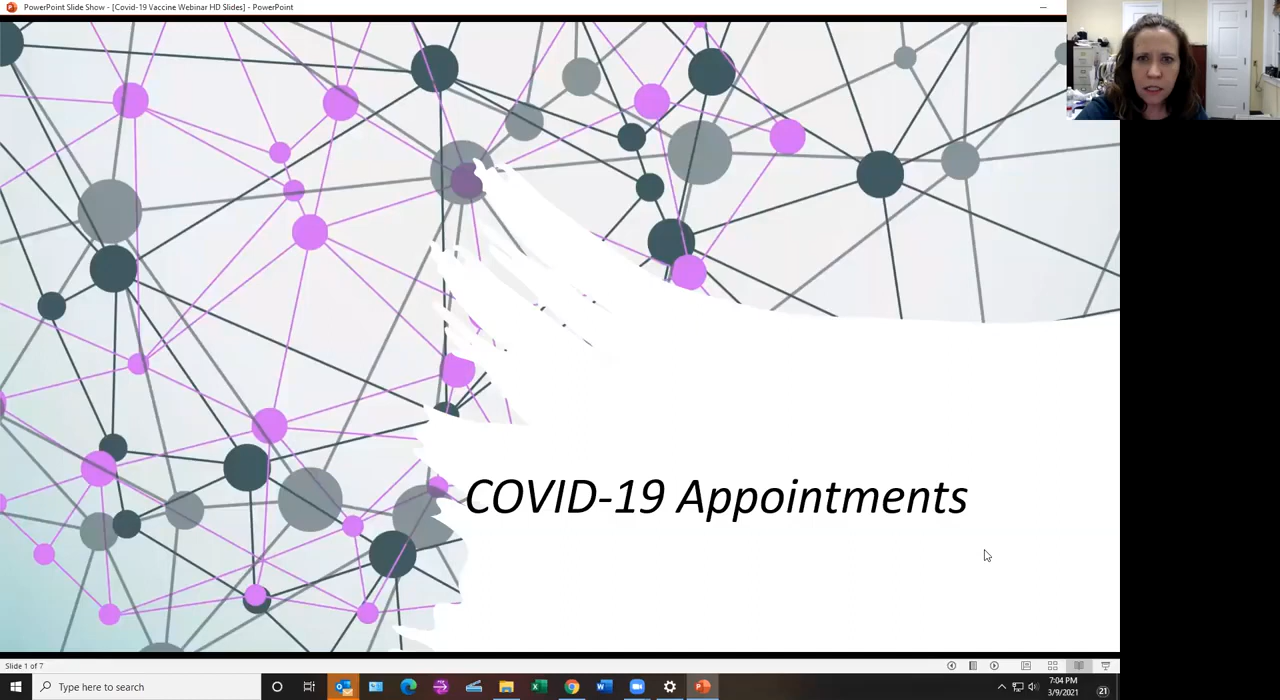 PowerPoint Slide Show - [Covid-19 Vaccine Webinar HD Slides] - PowerPoint
COVID-19 Appointments
Slide 1 of 7
Type here to search
7:04 PM
3/9/2021
21